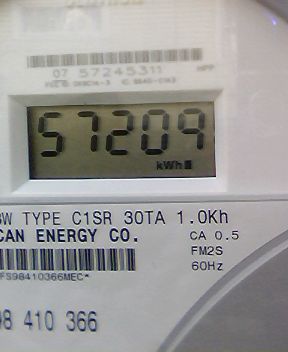 07 57245311
57209
kWh
3W TYPE C1SR 30TA 1.0Kh
CAN ENERGY CO. CA 0.5
FM2S
FS98410366MEC* 60Hz
98 410 366